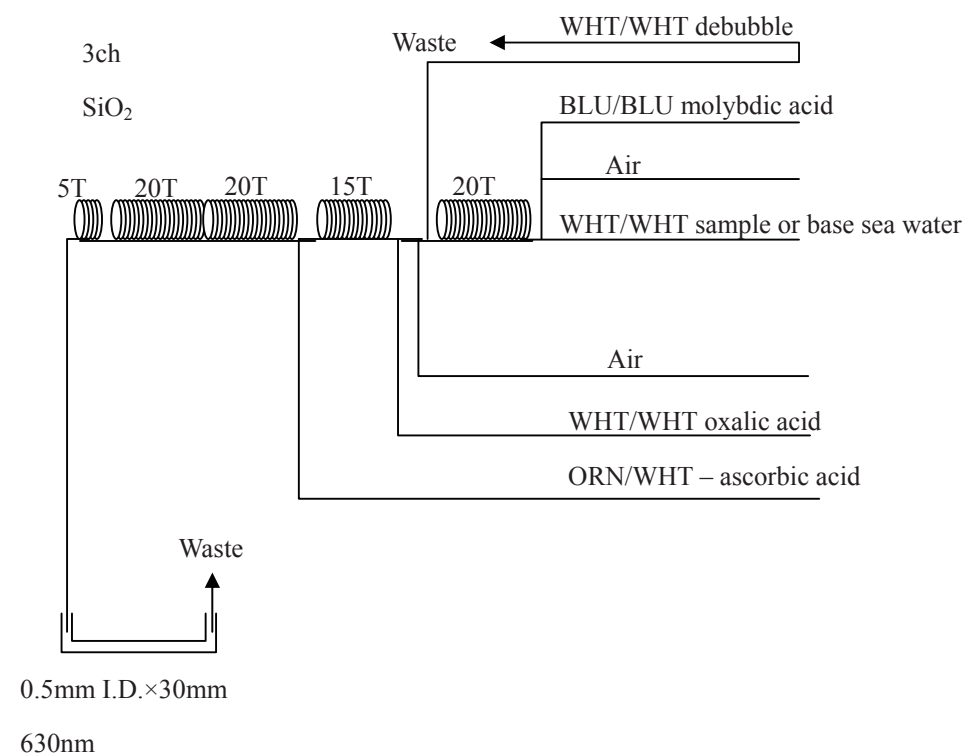 3ch
SiO₂
Waste
WHT/WHT debubble
BLU/BLU molybdic acid
Air
WHT/WHT sample or base sea water
5T
20T
20T
15T
20T
Air
WHT/WHT oxalic acid
ORN/WHT – ascorbic acid
Waste
0.5mm I.D.×30mm
630nm